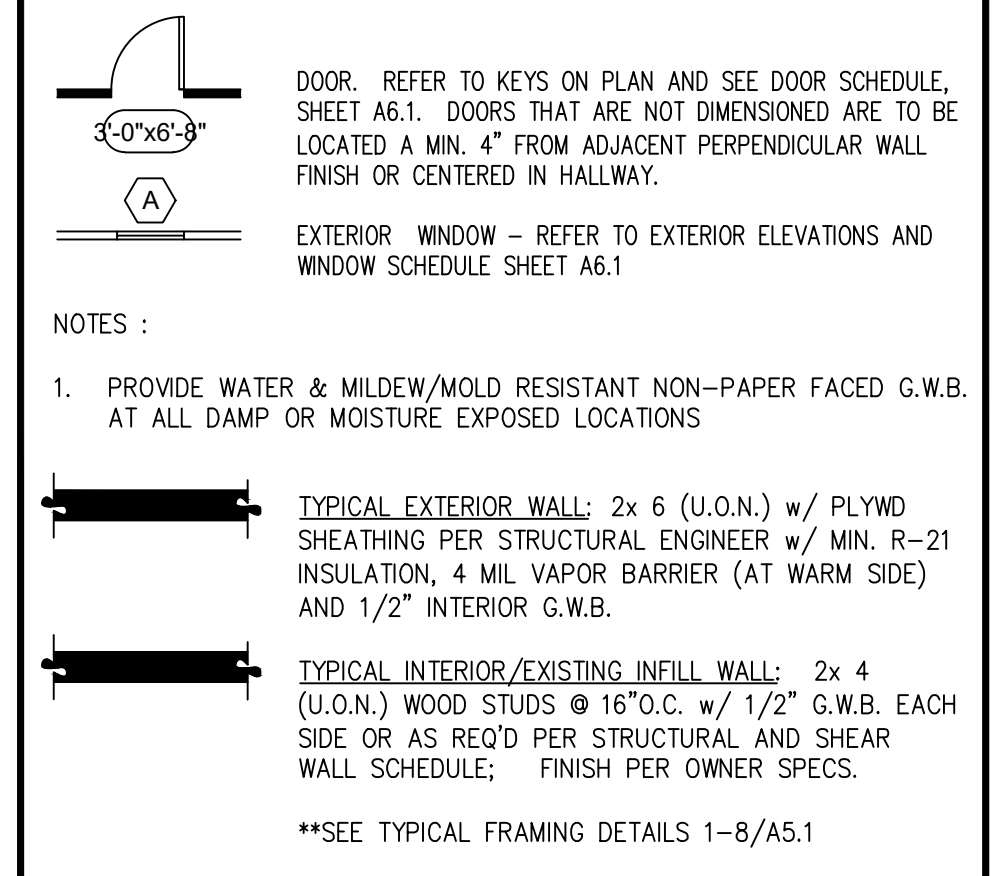 DOOR. REFER TO KEYS ON PLAN AND SEE DOOR SCHEDULE,
SHEET A6.1. DOORS THAT ARE NOT DIMENSIONED ARE TO BE
LOCATED A MIN. 4" FROM ADJACENT PERPENDICULAR WALL
FINISH OR CENTERED IN HALLWAY.
3'-0"x6'-8"
A
EXTERIOR WINDOW – REFER TO EXTERIOR ELEVATIONS AND
WINDOW SCHEDULE SHEET A6.1
NOTES :
1. PROVIDE WATER & MILDEW/MOLD RESISTANT NON–PAPER FACED G.W.B.
AT ALL DAMP OR MOISTURE EXPOSED LOCATIONS
TYPICAL EXTERIOR WALL: 2x 6 (U.O.N.) w/ PLYWD
SHEATHING PER STRUCTURAL ENGINEER w/ MIN. R–21
INSULATION, 4 MIL VAPOR BARRIER (AT WARM SIDE)
AND 1/2" INTERIOR G.W.B.
TYPICAL INTERIOR/EXISTING INFILL WALL: 2x 4
(U.O.N.) WOOD STUDS @ 16"O.C. w/ 1/2" G.W.B. EACH
SIDE OR AS REQ'D PER STRUCTURAL AND SHEAR
WALL SCHEDULE; FINISH PER OWNER SPECS.
**SEE TYPICAL FRAMING DETAILS 1–8/A5.1